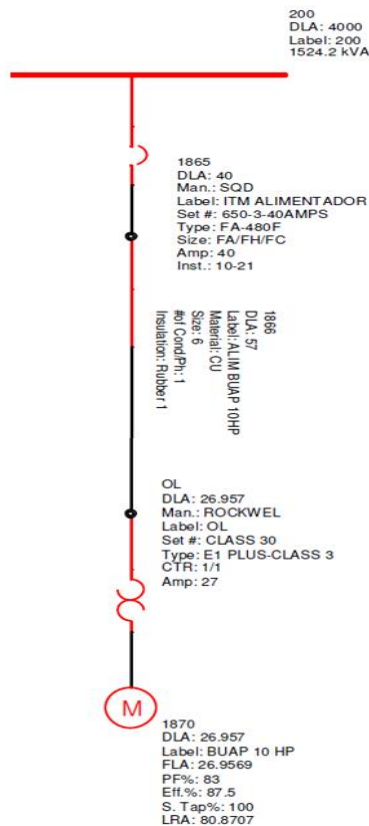 200
DLA: 4000
Label: 200
1524.2 kVA
1865
DLA: 40
Man.: SQD
Label: ITM ALIMENTADOR
Set #: 650-3-40AMPS
Type: FA-480F
Size: FA/FH/FC
Amp: 40
Inst.: 10-21
1866
DLA: 57
Label: ALIM BUAP 10HP
Material: CU
Size: 6
#of Cond/Ph: 1
Insulation: Rubber 1
OL
DLA: 26.957
Man.: ROCKWEL
Label: OL
Set #: CLASS 30
Type: E1 PLUS-CLASS 3
CTR: 1/1
Amp: 27
M
1870
DLA: 26.957
Label: BUAP 10 HP
FLA: 26.9569
PF%: 83
Eff.%: 87.5
S. Tap%: 100
LRA: 80.8707